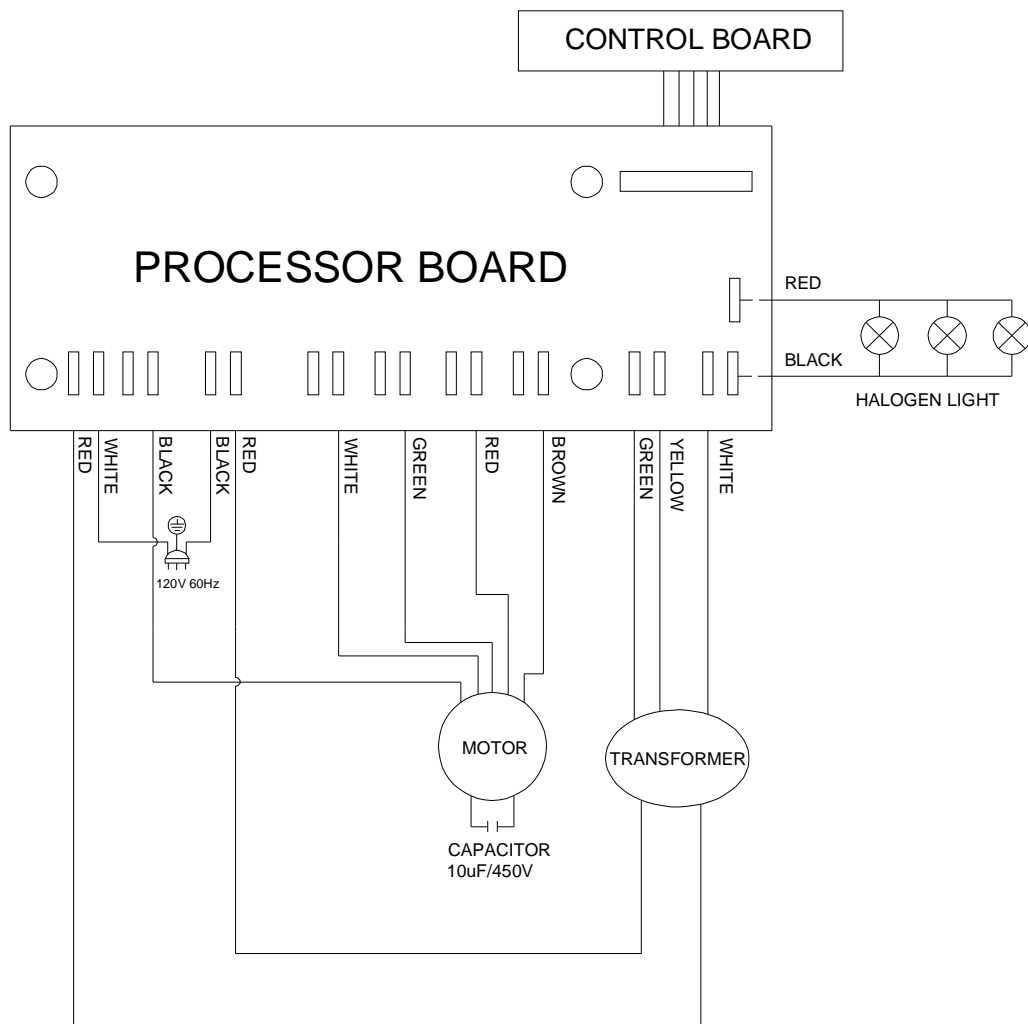 CONTROL BOARD
PROCESSOR BOARD
RED
BLACK
HALOGEN LIGHT
RED
WHITE
BLACK
BLACK
RED
WHITE
GREEN
RED
BROWN
GREEN
YELLOW
WHITE
120V 60Hz
MOTOR
TRANSFORMER
CAPACITOR
10uF/450V